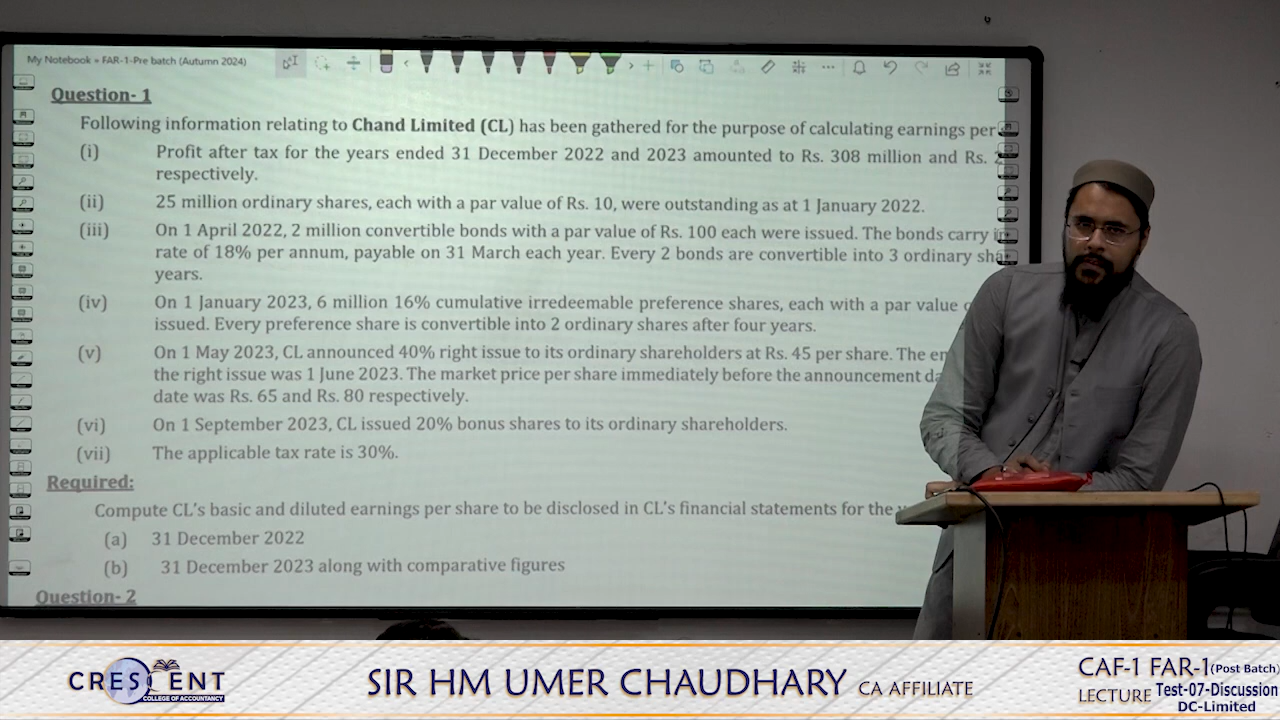 My Notebook » FAR-1-Pre batch (Autumn 2024)
Question- 1
Following information relating to Chand Limited (CL) has been gathered for the purpose of calculating earnings per
(i) Profit after tax for the years ended 31 December 2022 and 2023 amounted to Rs. 308 million and Rs.
respectively.
(ii) 25 million ordinary shares, each with a par value of Rs. 10, were outstanding as at 1 January 2022.
(iii) On 1 April 2022, 2 million convertible bonds with a par value of Rs. 100 each were issued. The bonds carry
rate of 18% per annum, payable on 31 March each year. Every 2 bonds are convertible into 3 ordinary
years.
(iv) On 1 January 2023, 6 million 16% cumulative irredeemable preference shares, each with a par value
issued. Every preference share is convertible into 2 ordinary shares after four years.
(v) On 1 May 2023, CL announced 40% right issue to its ordinary shareholders at Rs. 45 per share. The
the right issue was 1 June 2023. The market price per share immediately before the announcement
date was Rs. 65 and Rs. 80 respectively.
(vi) On 1 September 2023, CL issued 20% bonus shares to its ordinary shareholders.
(vii) The applicable tax rate is 30%.
Required:
Compute CL's basic and diluted earnings per share to be disclosed in CL's financial statements for the
(a) 31 December 2022
(b) 31 December 2023 along with comparative figures
Question- 2
CRESCENT
COLLEGE OF ACCOUNTANCY
SIR HM UMER CHAUDHARY CA AFFILIATE
CAF-1 FAR-1 (Post Batch)
LECTURE Test-07-Discussion
DC-Limited